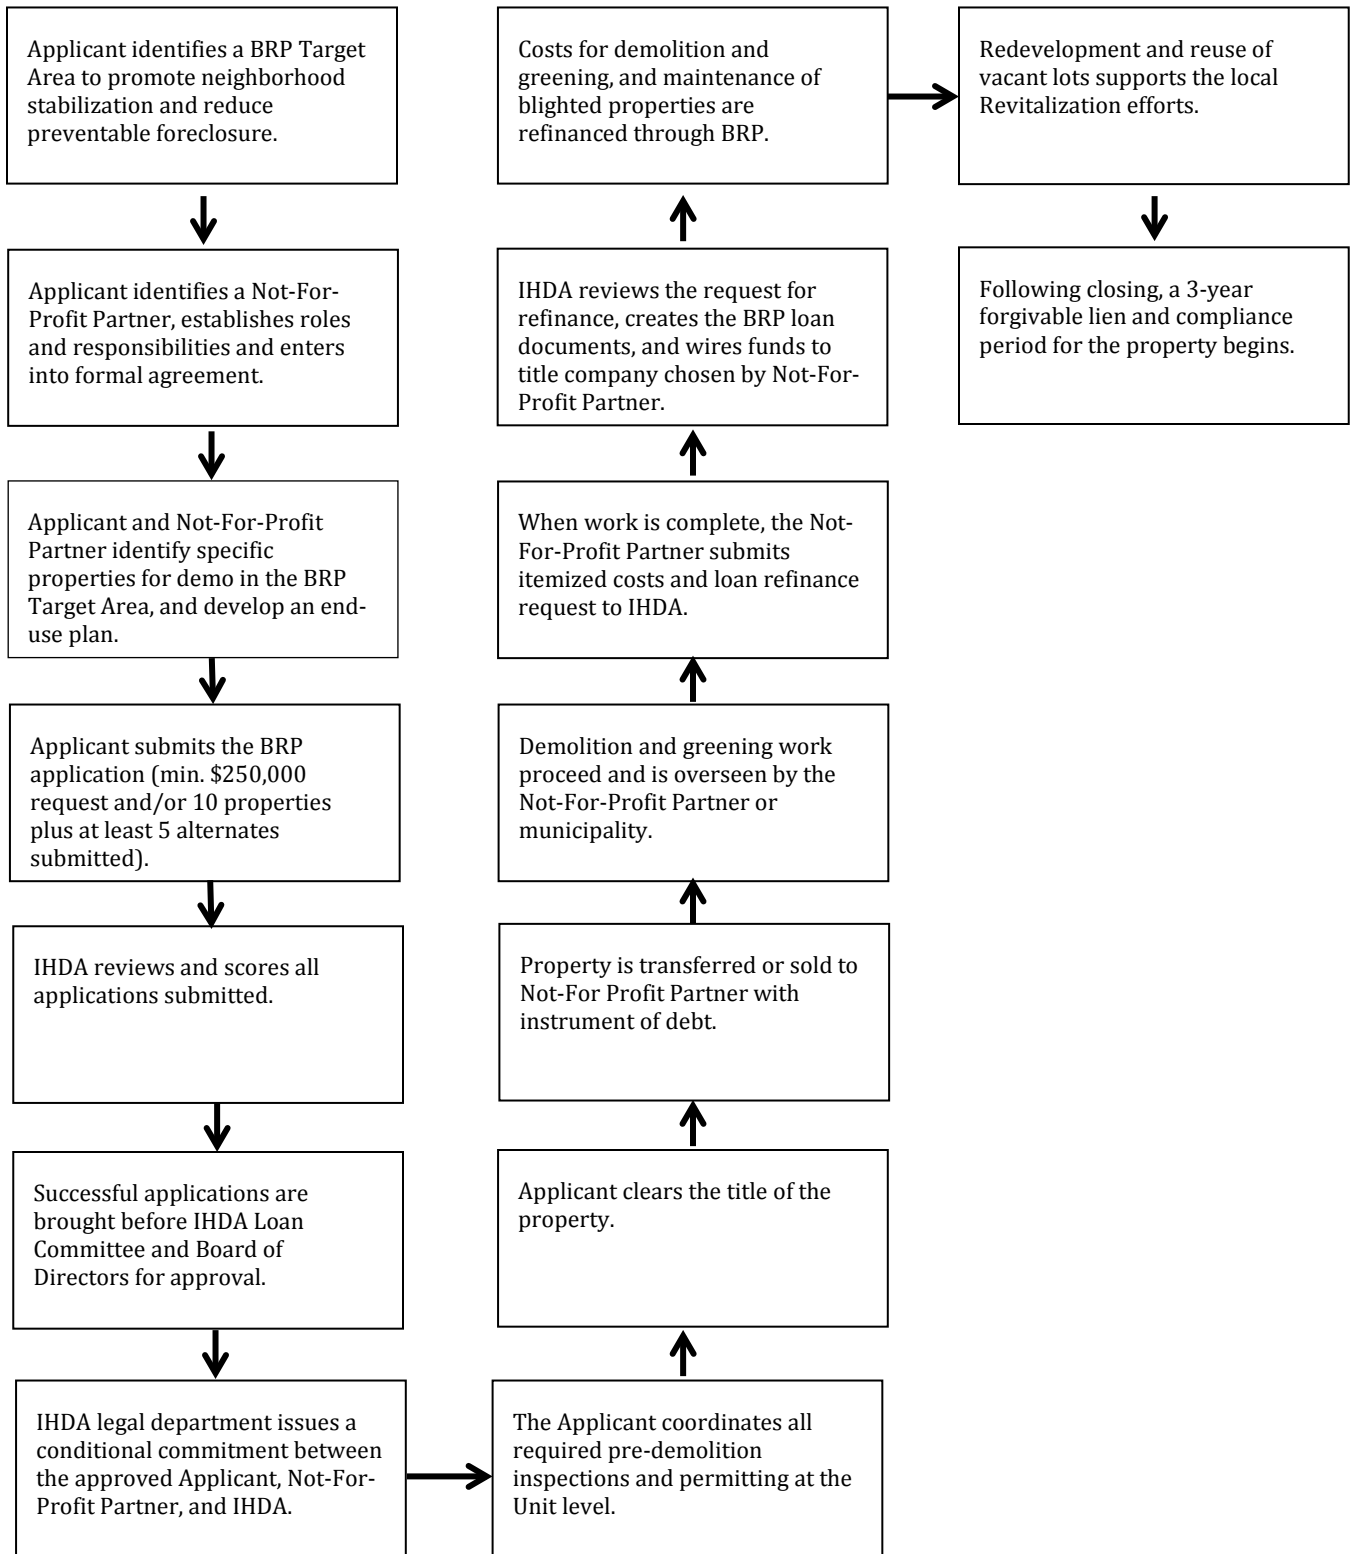 Applicant identifies a BRP Target
Area to promote neighborhood
stabilization and reduce
preventable foreclosure.
Applicant identifies a Not-For-
Profit Partner, establishes roles
and responsibilities and enters
into formal agreement.
Applicant and Not-For-Profit
Partner identify specific
properties for demo in the BRP
Target Area, and develop an end-
use plan.
Applicant submits the BRP
application (min. $250,000
request and/or 10 properties
plus at least 5 alternates
submitted).
IHDA reviews and scores all
applications submitted.
Successful applications are
brought before IHDA Loan
Committee and Board of
Directors for approval.
IHDA legal department issues a
conditional commitment between
the approved Applicant, Not-For-
Profit Partner, and IHDA.
The Applicant coordinates all
required pre-demolition
inspections and permitting at the
Unit level.
Applicant clears the title of the
property.
Property is transferred or sold to
Not-For Profit Partner with
instrument of debt.
Demolition and greening work
proceed and is overseen by the
Not-For-Profit Partner or
municipality.
When work is complete, the Not-
For-Profit Partner submits
itemized costs and loan refinance
request to IHDA.
IHDA reviews the request for
refinance, creates the BRP loan
documents, and wires funds to
title company chosen by Not-For-
Profit Partner.
Costs for demolition and
greening, and maintenance of
blighted properties are
refinanced through BRP.
Redevelopment and reuse of
vacant lots supports the local
Revitalization efforts.
Following closing, a 3-year
forgivable lien and compliance
period for the property begins.